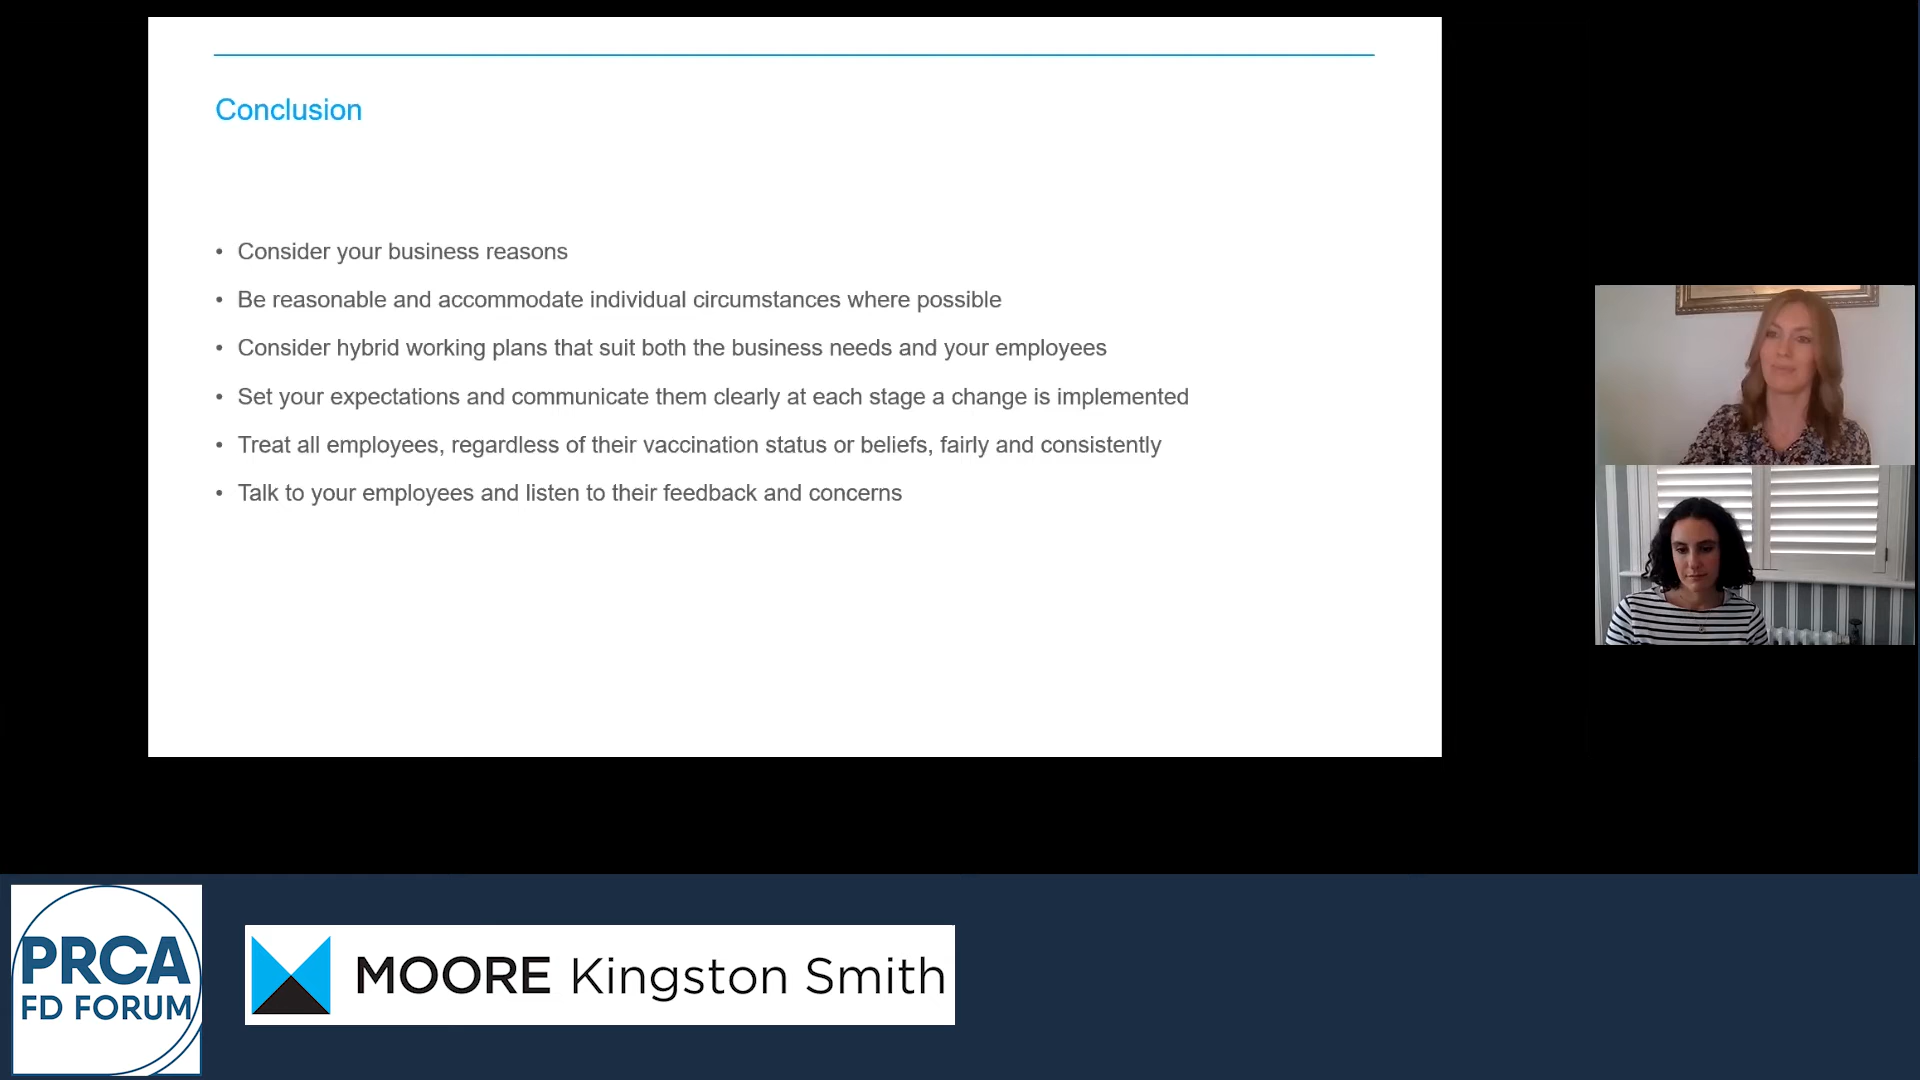 Conclusion
• Consider your business reasons
• Be reasonable and accommodate individual circumstances where possible
• Consider hybrid working plans that suit both the business needs and your employees
• Set your expectations and communicate them clearly at each stage a change is implemented
• Treat all employees, regardless of their vaccination status or beliefs, fairly and consistently
• Talk to your employees and listen to their feedback and concerns
PRCA
FD FORUM
MOORE Kingston Smith